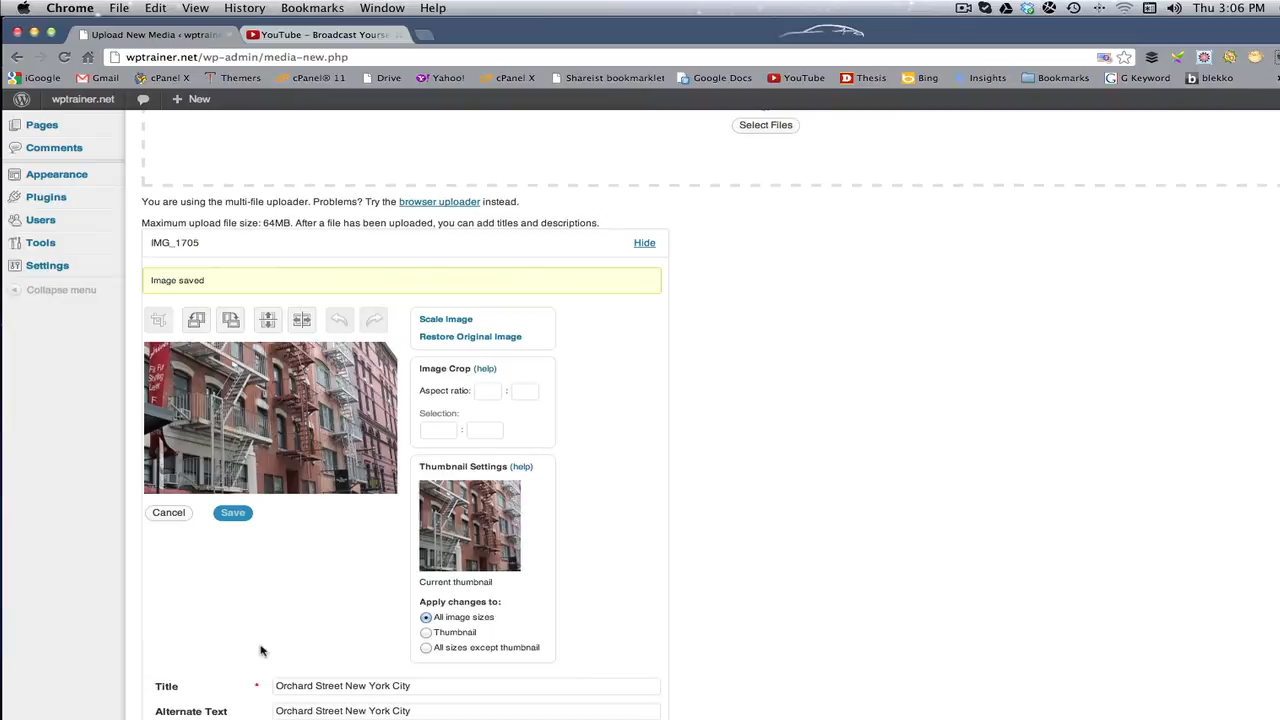 Chrome File Edit View History Bookmarks Window Help Thu 3:06 PM
Upload New Media ‹ wptrain YouTube - Broadcast Yourse
wptrainer.net/wp-admin/media-new.php
iGoogle Gmail cPanel X Themers cPanel® 11 Drive Yahoo! cPanel X Shareist bookmarklet Google Docs YouTube Thesis Bing Insights Bookmarks G Keyword blekko
wptrainer.net + New
Pages
Comments
Appearance
Plugins
Users
Tools
Settings
Collapse menu
Select Files
You are using the multi-file uploader. Problems? Try the browser uploader instead.
Maximum upload file size: 64MB. After a file has been uploaded, you can add titles and descriptions.
IMG_1705 Hide
Image saved
Scale Image
Restore Original Image
Image Crop (help)
Aspect ratio: :
Selection:
:
Thumbnail Settings (help)
Current thumbnail
Apply changes to:
All image sizes
Thumbnail
All sizes except thumbnail
Cancel Save
Title * Orchard Street New York City
Alternate Text Orchard Street New York City